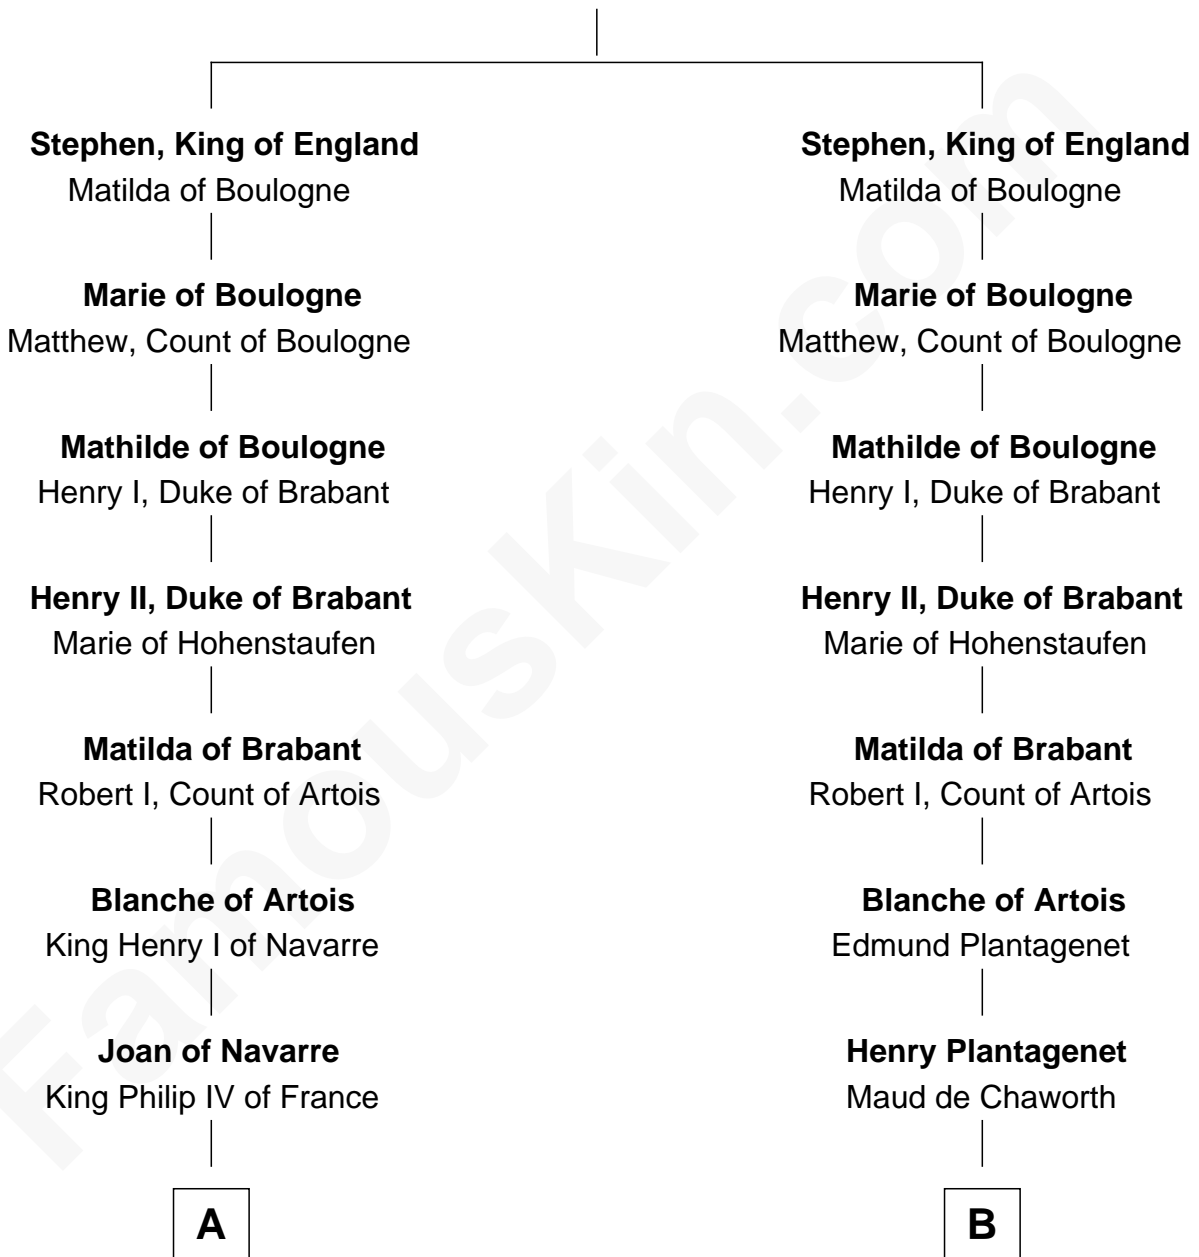 Stephen, King of England
Matilda of Boulogne
Marie of Boulogne
Matthew, Count of Boulogne
Mathilde of Boulogne
Henry I, Duke of Brabant
Henry II, Duke of Brabant
Marie of Hohenstaufen
Matilda of Brabant
Robert I, Count of Artois
Blanche of Artois
King Henry I of Navarre
Joan of Navarre
King Philip IV of France
A
Stephen, King of England
Matilda of Boulogne
Marie of Boulogne
Matthew, Count of Boulogne
Mathilde of Boulogne
Henry I, Duke of Brabant
Henry II, Duke of Brabant
Marie of Hohenstaufen
Matilda of Brabant
Robert I, Count of Artois
Blanche of Artois
Edmund Plantagenet
Henry Plantagenet
Maud de Chaworth
B
FamousKin.com